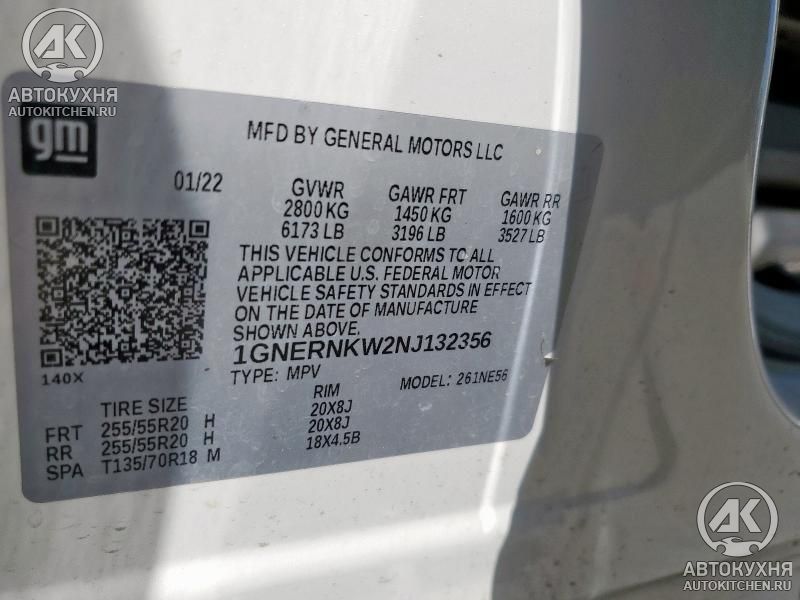 AK
АВТОКУХНЯ
AUTOKITCHEN.RU
gm
MFD BY GENERAL MOTORS LLC
01/22 GVWR GAWR FRT GAWR RR
2800 KG 1450 KG 1600 KG
6173 LB 3196 LB 3527 LB
THIS VEHICLE CONFORMS TO ALL
APPLICABLE U.S. FEDERAL MOTOR
VEHICLE SAFETY STANDARDS IN EFFECT
ON THE DATE OF MANUFACTURE
SHOWN ABOVE.
1GNERNKW2NJ132356
140X
TYPE: MPV MODEL: 261NE56
TIRE SIZE RIM
FRT 255/55R20 H 20X8J
RR 255/55R20 H 20X8J
SPA T135/70R18 M 18X4.5B
AK
АВТОКУХНЯ
AUTOKITCHEN.RU